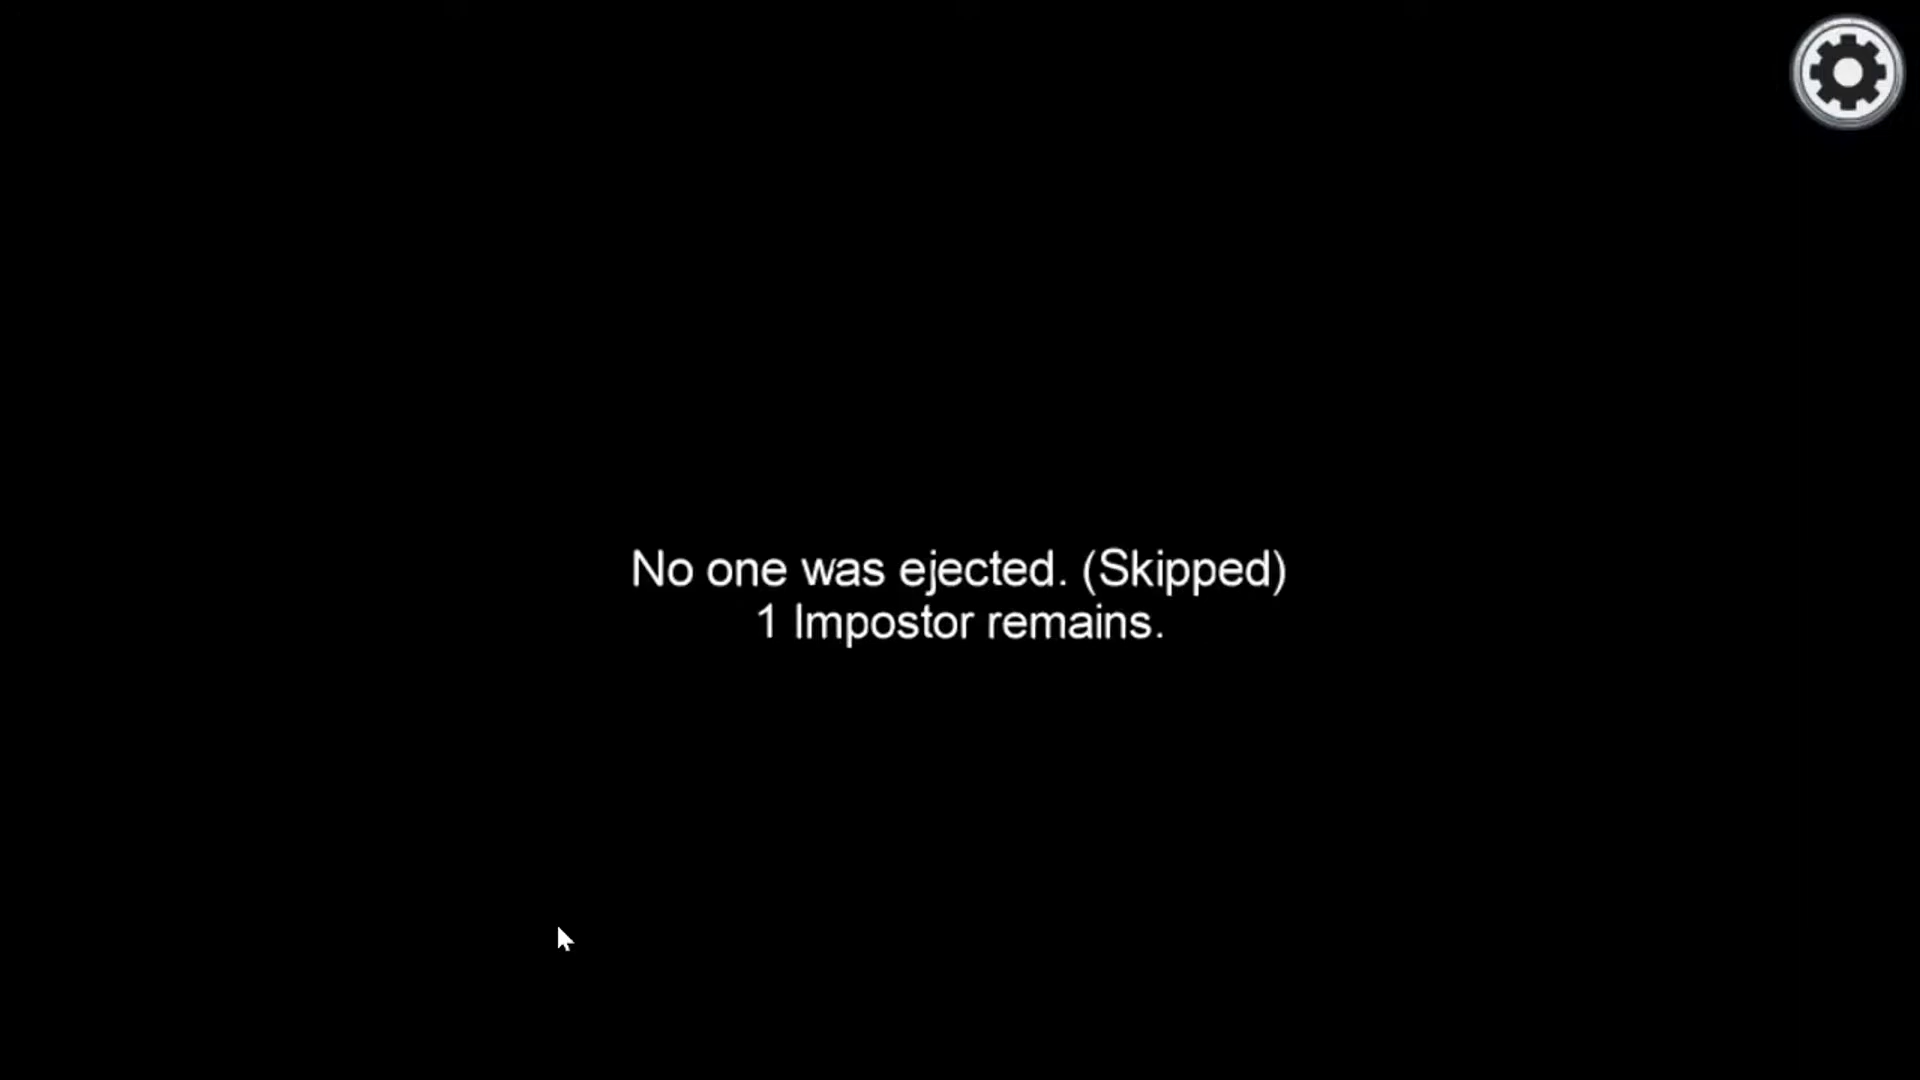 No one was ejected. (Skipped)
1 Impostor remains.